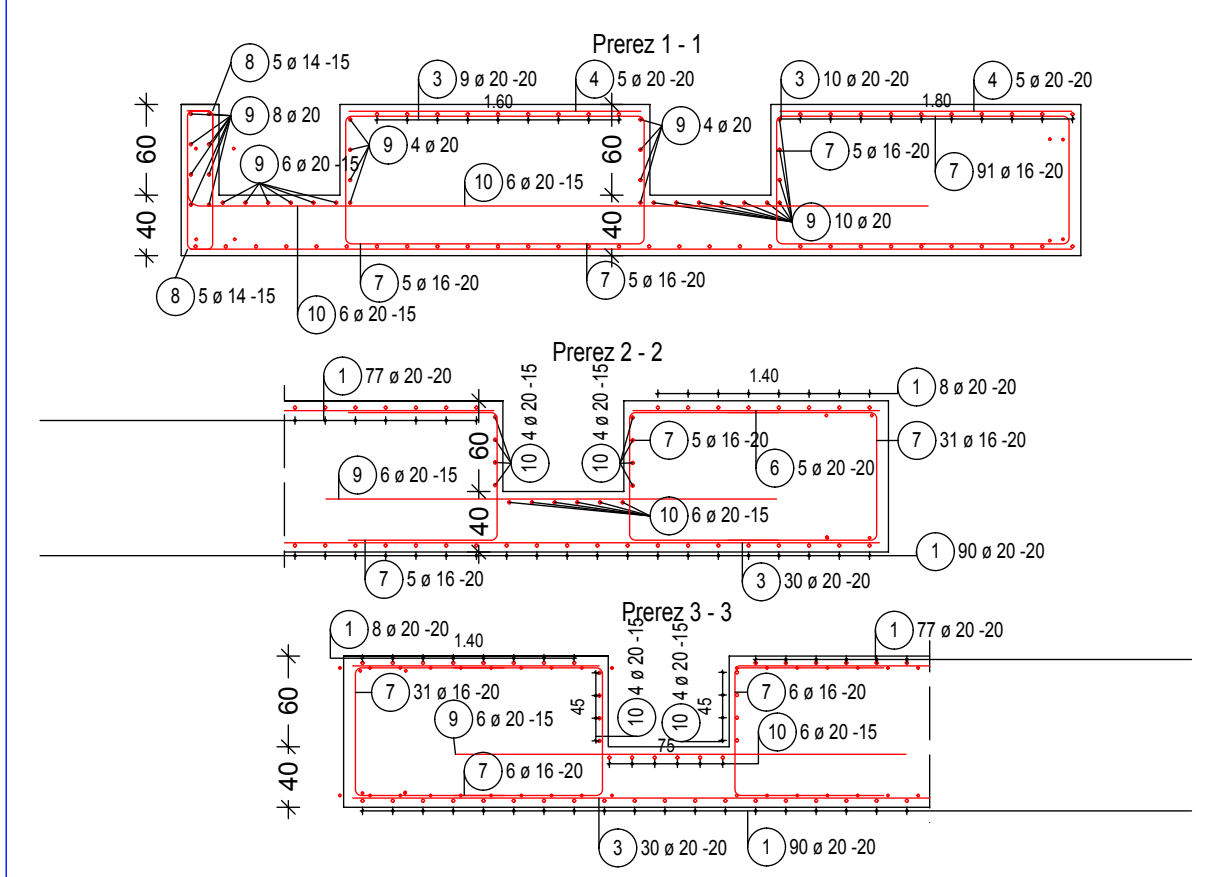 Prerez 1 - 1
8 5 ø 14 -15
3 9 ø 20 -20
4 5 ø 20 -20
3 10 ø 20 -20
4 5 ø 20 -20
1.60
1.80
9 8 ø 20
9 4 ø 20
9 4 ø 20
60
60
9 6 ø 20 -15
7 5 ø 16 -20
7 91 ø 16 -20
10 6 ø 20 -15
9 10 ø 20
40
40
7 5 ø 16 -20
7 5 ø 16 -20
8 5 ø 14 -15
10 6 ø 20 -15
Prerez 2 - 2
1 77 ø 20 -20
10 4 ø 20 -15
10 4 ø 20 -15
1.40
1 8 ø 20 -20
60
7 5 ø 16 -20
7 31 ø 16 -20
9 6 ø 20 -15
6 5 ø 20 -20
40
10 6 ø 20 -15
1 90 ø 20 -20
7 5 ø 16 -20
3 30 ø 20 -20
Prerez 3 - 3
1 8 ø 20 -20
1.40
10 4 ø 20 -15
10 4 ø 20 -15
1 77 ø 20 -20
60
7 31 ø 16 -20
45
45
7 6 ø 16 -20
9 6 ø 20 -15
75
10 6 ø 20 -15
40
7 6 ø 16 -20
3 30 ø 20 -20
1 90 ø 20 -20